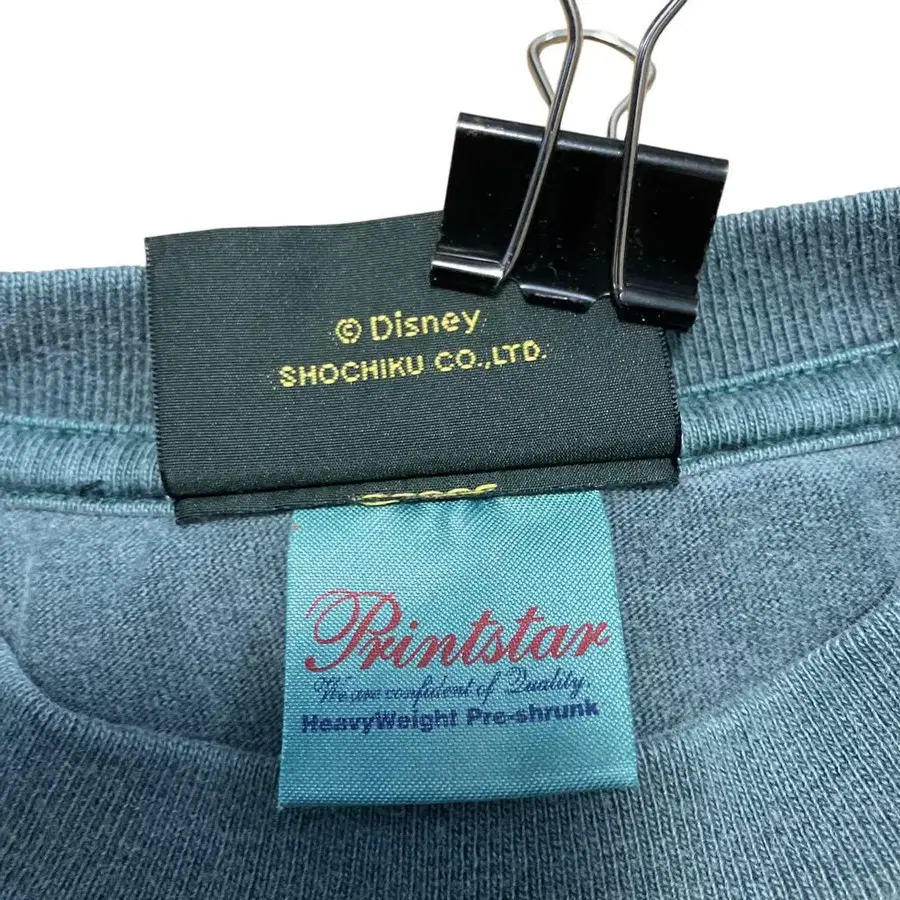 © Disney
SHOCHIKU CO.,LTD.
Printstar
We are confident of Quality.
HeavyWeight Pre-shrunk